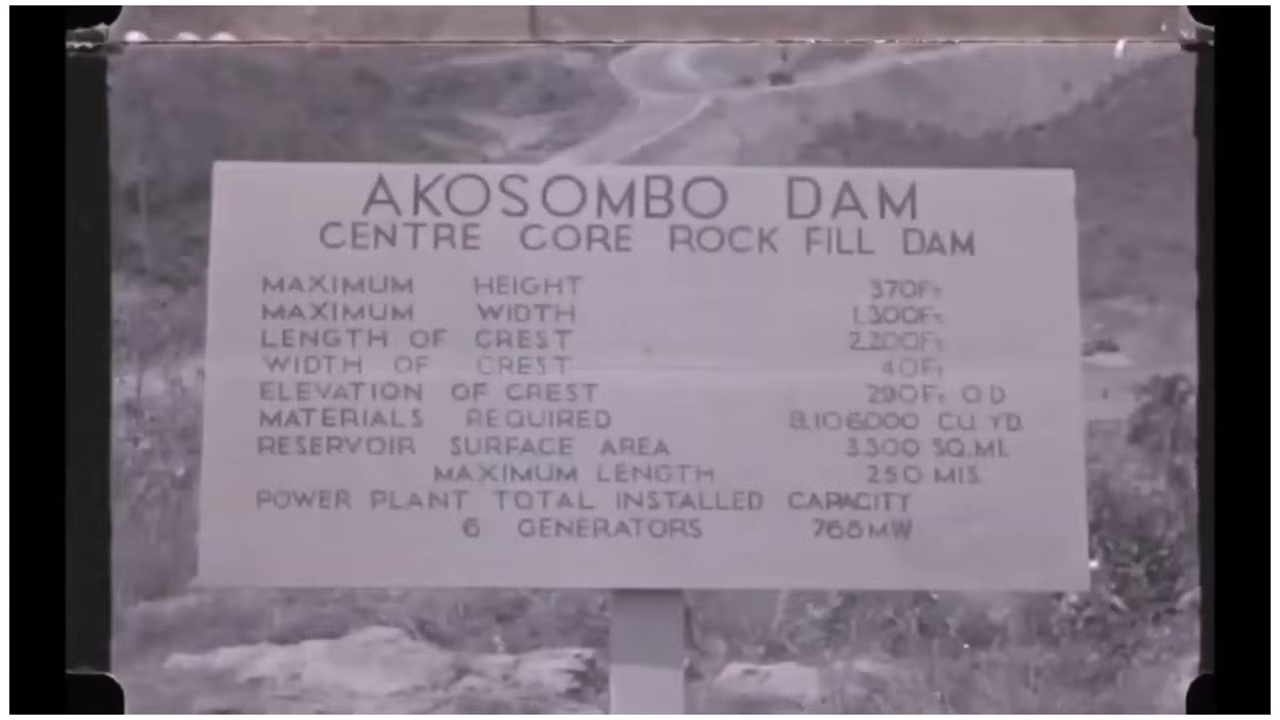 AKOSOMBO DAM
CENTRE CORE ROCK FILL DAM
MAXIMUM HEIGHT 370FT
MAXIMUM WIDTH 1,300FT
LENGTH OF CREST 2,200FT
WIDTH OF CREST 40FT
ELEVATION OF CREST 290FT O.D.
MATERIALS REQUIRED 8,106,000 CU. YD.
RESERVOIR SURFACE AREA 3,300 SQ.MI.
MAXIMUM LENGTH 250 MIS.
POWER PLANT TOTAL INSTALLED CAPACITY
6 GENERATORS 768MW